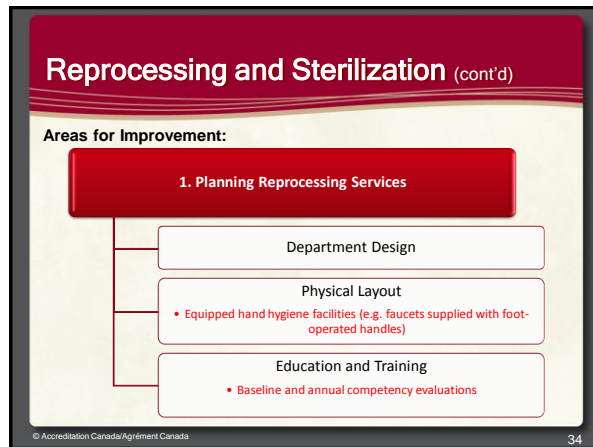 Reprocessing and Sterilization (cont'd)
Areas for Improvement:
1. Planning Reprocessing Services
Department Design
Physical Layout
• Equipped hand hygiene facilities (e.g. faucets supplied with foot-
operated handles)
Education and Training
• Baseline and annual competency evaluations
© Accreditation Canada/Agrément Canada
34